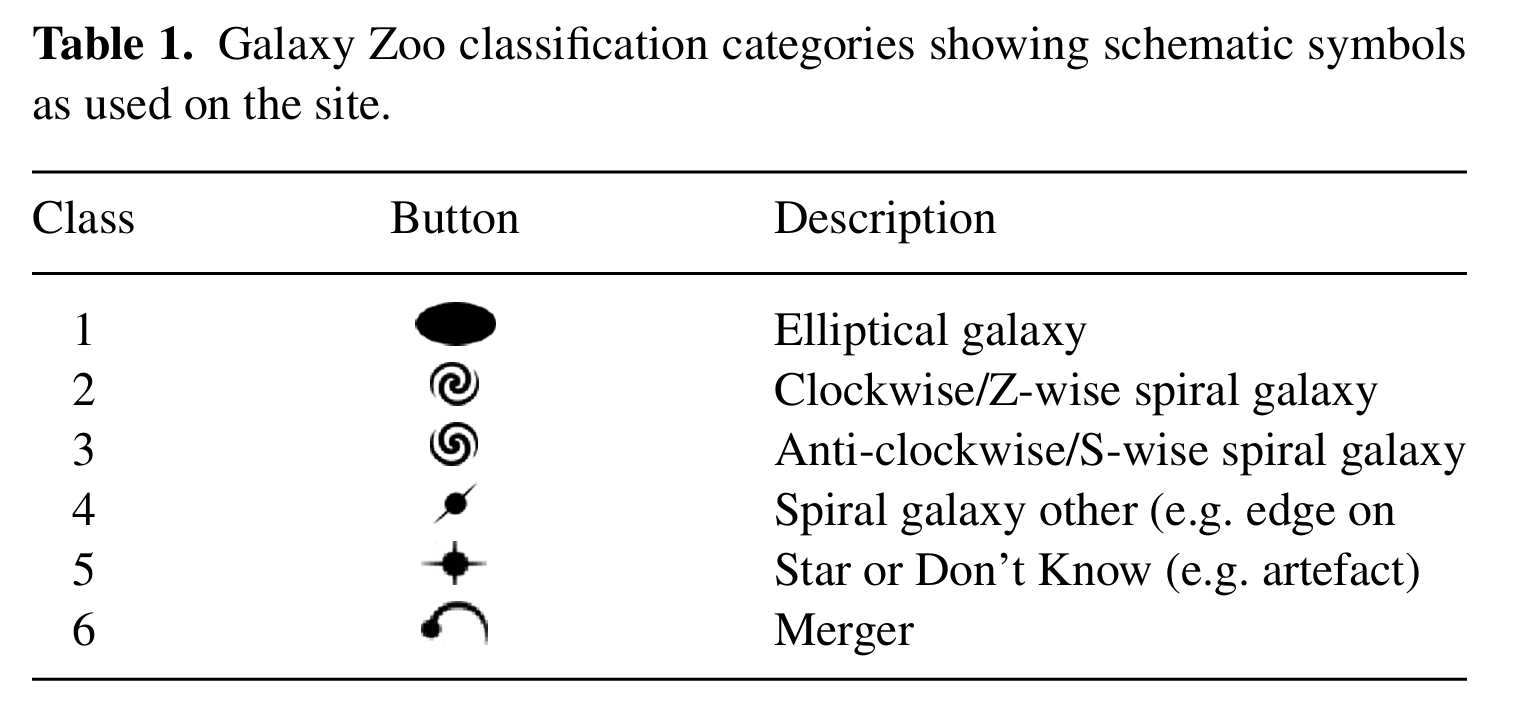 Table 1. Galaxy Zoo classification categories showing schematic symbols
as used on the site.
Class Button Description
1 Elliptical galaxy
2 Clockwise/Z-wise spiral galaxy
3 Anti-clockwise/S-wise spiral galaxy
4 Spiral galaxy other (e.g. edge on
5 Star or Don’t Know (e.g. artefact)
6 Merger